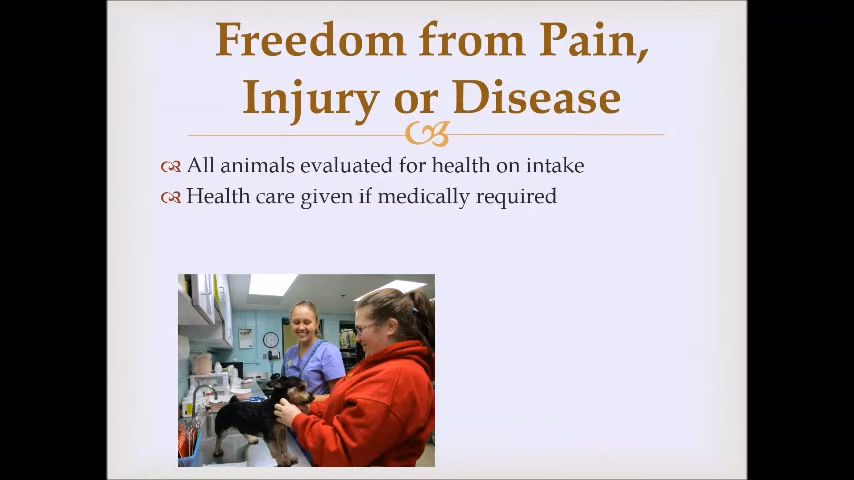 Freedom from Pain,
Injury or Disease
All animals evaluated for health on intake
Health care given if medically required